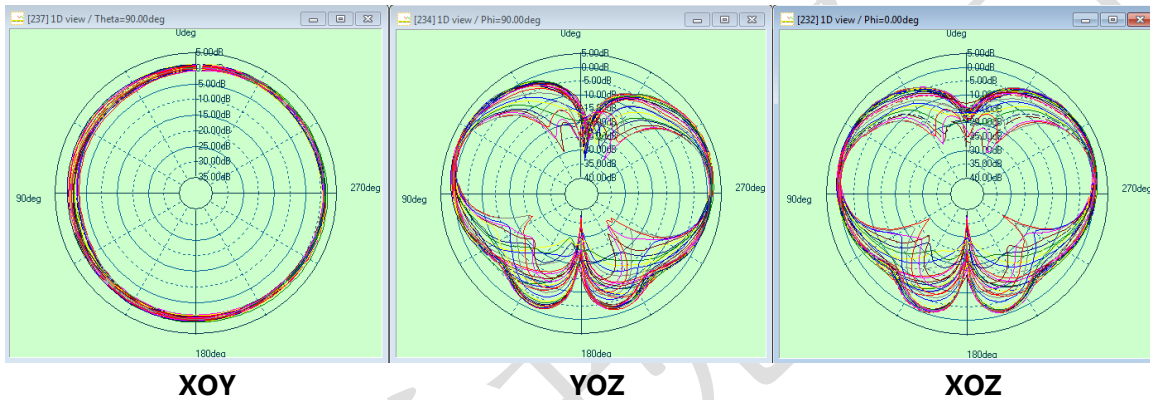 [237] 1D view / Theta=90.00deg
0deg
5.00dB
5.00dB
10.00dB
15.00dB
20.00dB
25.00dB
30.00dB
35.00dB
90deg
270deg
180deg
XOY
[234] 1D view / Phi=90.00deg
0deg
5.00dB
0.00dB
-5.00dB
10.00dB
30.00dB
35.00dB
40.00dB
90deg
270deg
180deg
YOZ
[232] 1D view / Phi=0.00deg
0deg
5.00dB
0.00dB
-5.00dB
10.00dB
30.00dB
35.00dB
40.00dB
90deg
270deg
180deg
XOZ